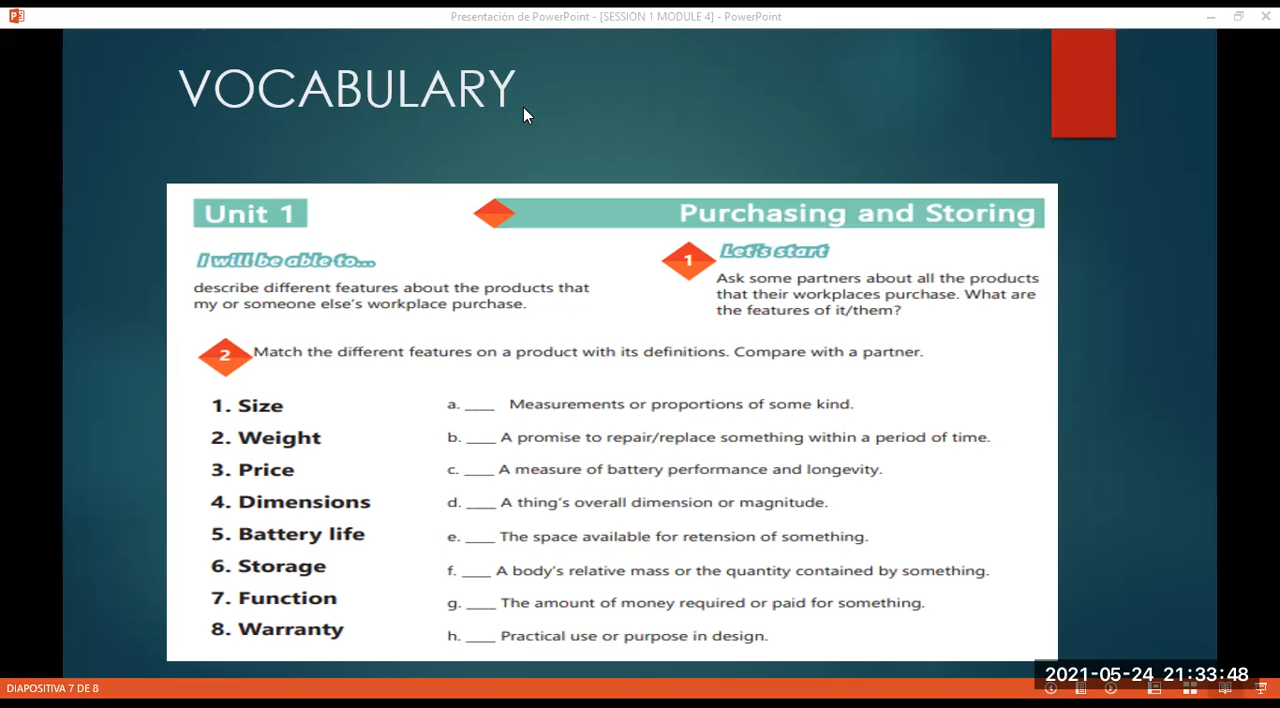 Presentación de PowerPoint - [SESSION 1 MODULE 4] - PowerPoint
VOCABULARY
Unit 1
Purchasing and Storing
I will be able to...
describe different features about the products that
my or someone else's workplace purchase.
1
Let's start
Ask some partners about all the products
that their workplaces purchase. What are
the features of it/them?
2
Match the different features on a product with its definitions. Compare with a partner.
1. Size
a. ____ Measurements or proportions of some kind.
2. Weight
b. ____ A promise to repair/replace something within a period of time.
3. Price
c. ____ A measure of battery performance and longevity.
4. Dimensions
d. ____ A thing's overall dimension or magnitude.
5. Battery life
e. ____ The space available for retension of something.
6. Storage
f. ____ A body's relative mass or the quantity contained by something.
7. Function
g. ____ The amount of money required or paid for something.
8. Warranty
h. ____ Practical use or purpose in design.
2021-05-24 21:33:48
DIAPOSITIVA 7 DE 8